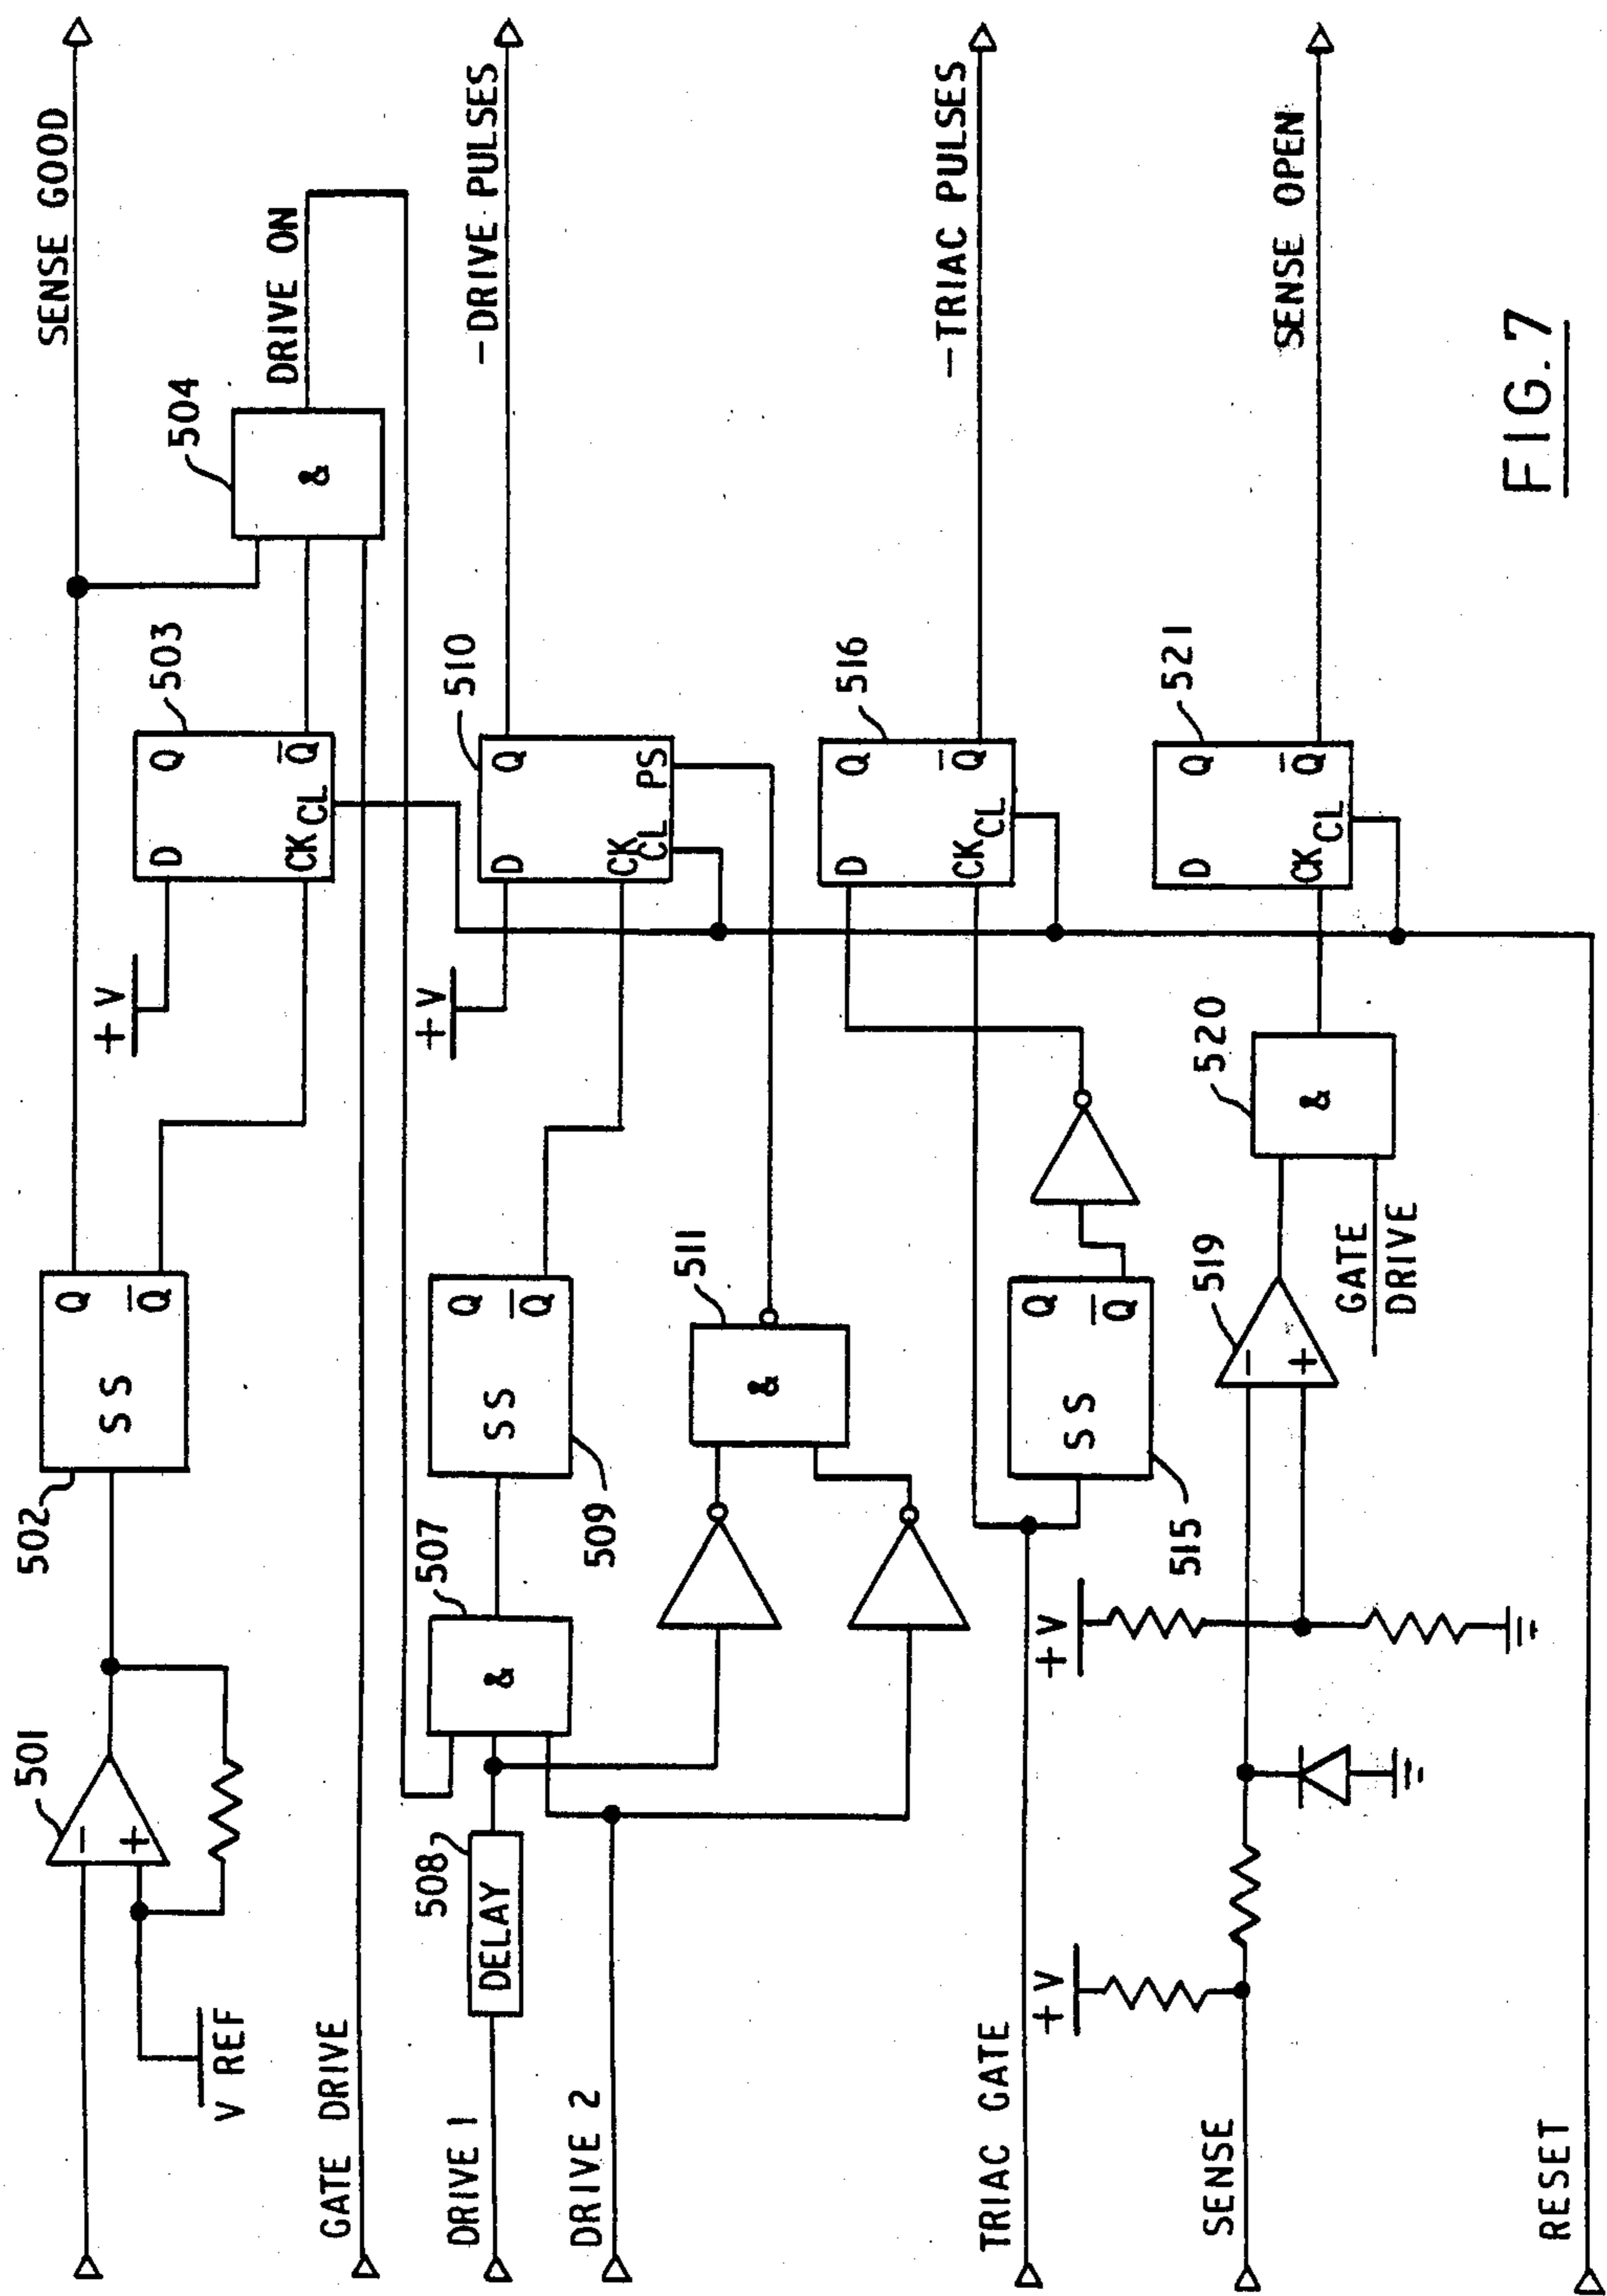 501
502
SS
Q
Q̅
SENSE GOOD
−
+
V REF
+V
503
D
Q
CK
CL
Q̅
504
&
DRIVE ON
GATE DRIVE
DRIVE 1
508
DELAY
507
&
509
SS
Q
Q̅
+V
510
D
Q
CK
CL
PS
-DRIVE PULSES
DRIVE 2
511
&
TRIAC GATE
515
SS
Q
Q̅
516
D
Q
CK
CL
Q̅
-TRIAC PULSES
SENSE
+V
+V
519
−
+
GATE
DRIVE
520
&
521
D
Q
CK
CL
Q̅
SENSE OPEN
RESET
FIG. 7